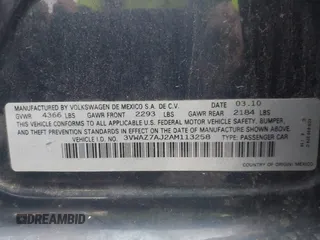 MANUFACTURED BY VOLKSWAGEN DE MEXICO S.A. DE C.V. DATE 03.10
GVWR 4366 LBS GAWR FRONT 2293 LBS GAWR REAR 2184 LBS
THIS VEHICLE CONFORMS TO ALL APPLICABLE FEDERAL MOTOR VEHICLE SAFETY, BUMPER,
AND THEFT PREVENTION STANDARDS IN EFFECT ON THE DATE OF MANUFACTURE SHOWN ABOVE.
VEHICLE I.D. NO.: 3VWAZ7AJ2AM113258 TYPE: PASSENGER CAR
COUNTRY OF ORIGIN: MEXICO
DREAMBID